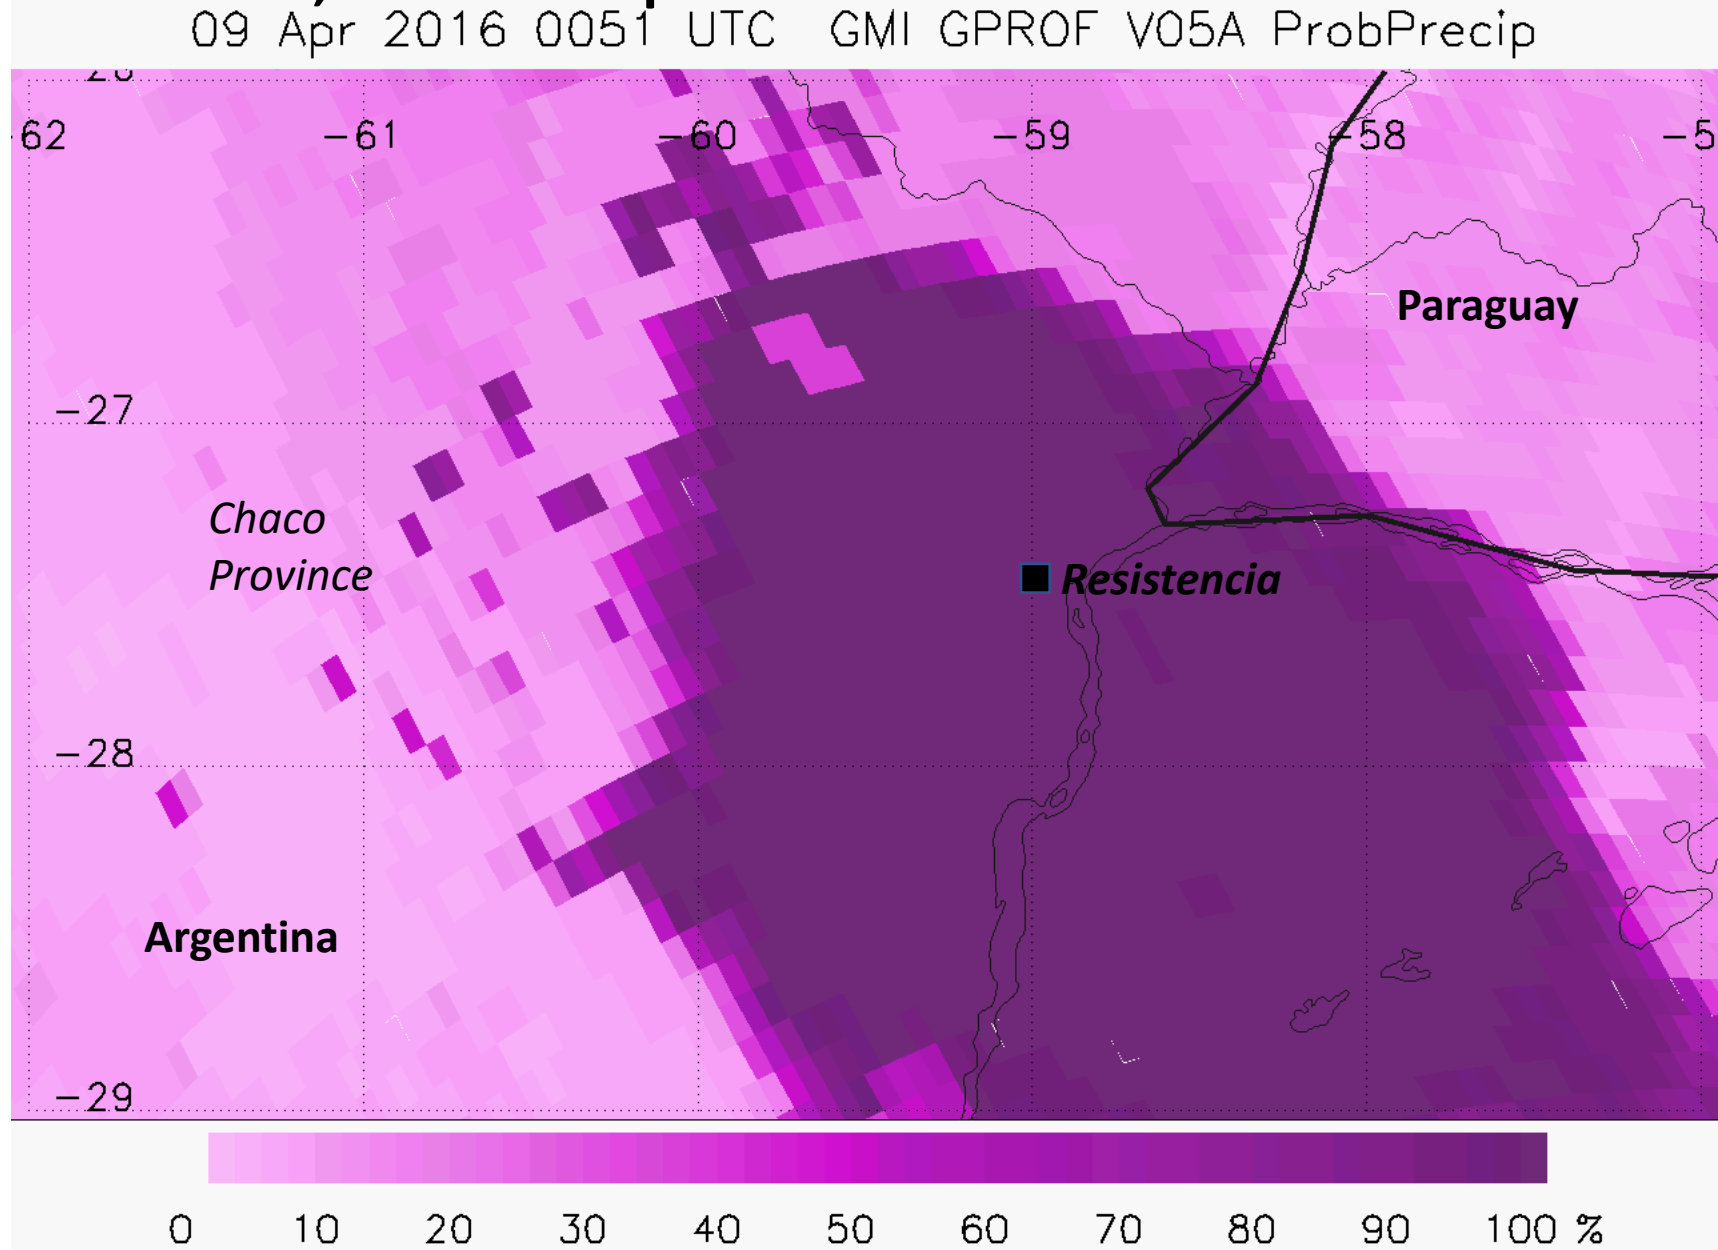 09 Apr 2016 0051 UTC GMI GPROF V05A ProbPrecip
-62 -61 -60 -59 -58
Paraguay
-27
Chaco
Province
Resistencia
-28
Argentina
-29
0 10 20 30 40 50 60 70 80 90 100 %